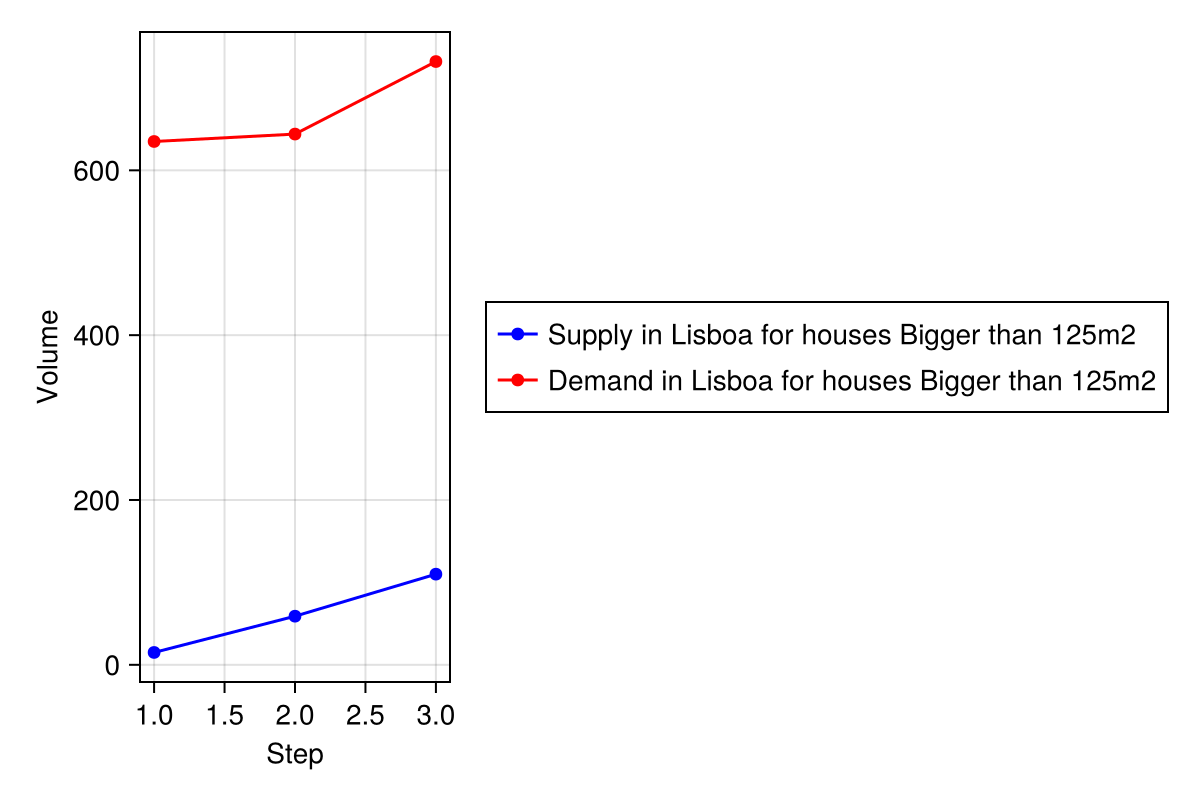 600
400
200
0
Volume
1.0 1.5 2.0 2.5 3.0
Step
Supply in Lisboa for houses Bigger than 125m2
Demand in Lisboa for houses Bigger than 125m2